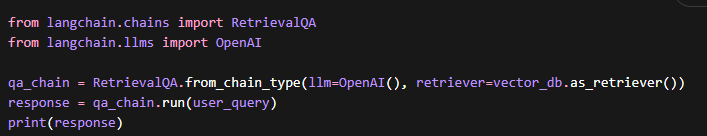 from langchain.chains import RetrievalQA
from langchain.llms import OpenAI
qa_chain = RetrievalQA.from_chain_type(llm=OpenAI(), retriever=vector_db.as_retriever())
response = qa_chain.run(user_query)
print(response)